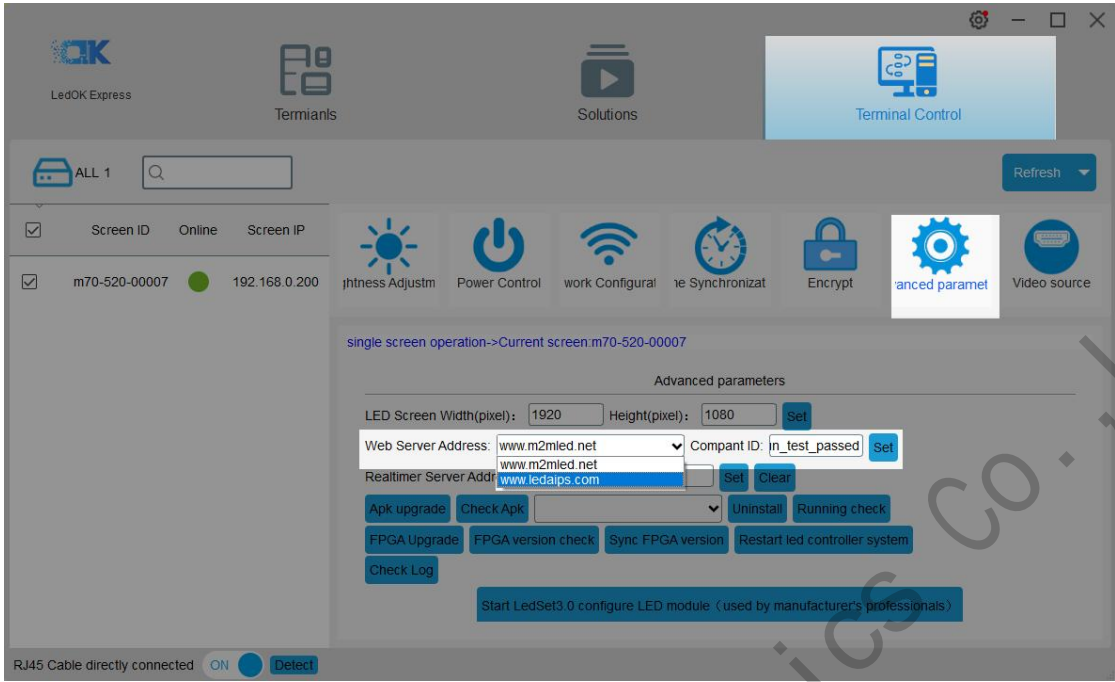 LedOK Express
Termianls
Solutions
Terminal Control
ALL 1
Refresh
Screen ID Online Screen IP
m70-520-00007 192.168.0.200
jhtness Adjustm Power Control work Configurat ne Synchronizat Encrypt anced paramet Video source
single screen operation->Current screen:m70-520-00007
Advanced parameters
LED Screen Width(pixel): 1920 Height(pixel): 1080 Set
Web Server Address: www.m2mled.net Compant ID: n_test_passed Set
www.m2mled.net
Realtimer Server Addr www.ledaips.com Set Clear
Apk upgrade Check Apk Uninstall Running check
FPGA Upgrade FPGA version check Sync FPGA version Restart led controller system
Check Log
Start LedSet3.0 configure LED module（used by manufacturer's professionals）
RJ45 Cable directly connected ON Detect
ics Co.,